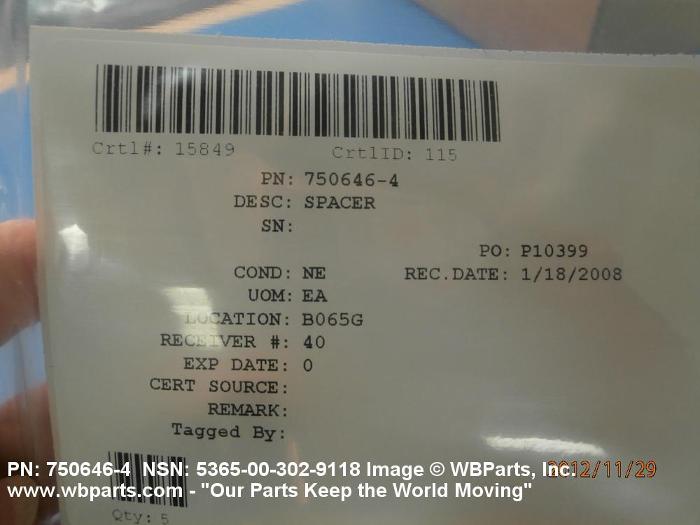 Crtl#: 15849 CrtlID: 115
PN: 750646-4
DESC: SPACER
SN:
PO: P10399
COND: NE REC.DATE: 1/18/2008
UOM: EA
LOCATION: B065G
RECEIVER #: 40
EXP DATE: 0
CERT SOURCE:
REMARK:
Tagged By:
PN: 750646-4 NSN: 5365-00-302-9118 Image © WBParts, Inc.
2012/11/29
www.wbparts.com - "Our Parts Keep the World Moving"
Qty: 5